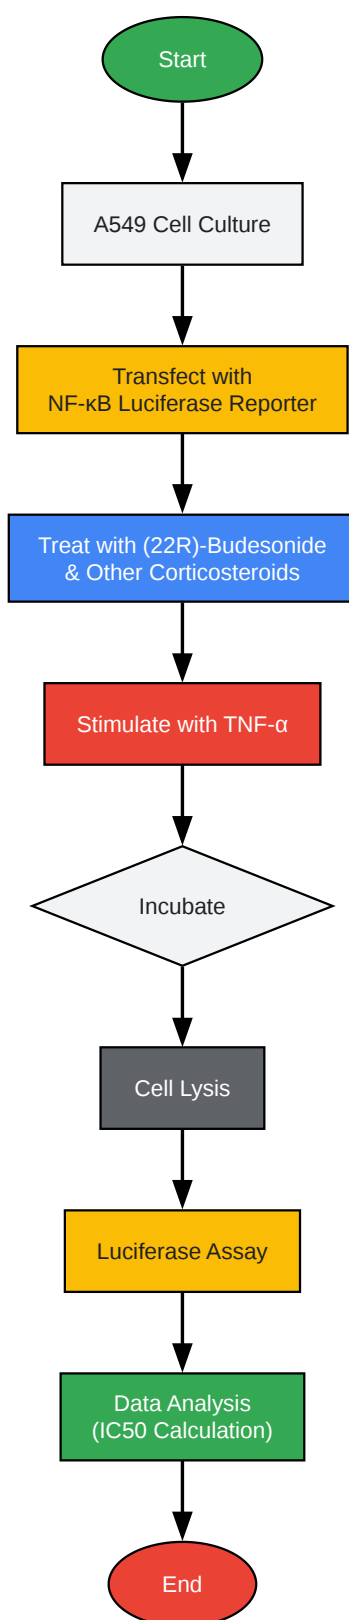 Start
A549 Cell Culture
Transfect with
NF-κB Luciferase Reporter
Treat with (22R)-Budesonide
& Other Corticosteroids
Stimulate with TNF-α
Incubate
Cell Lysis
Luciferase Assay
Data Analysis
(IC50 Calculation)
End